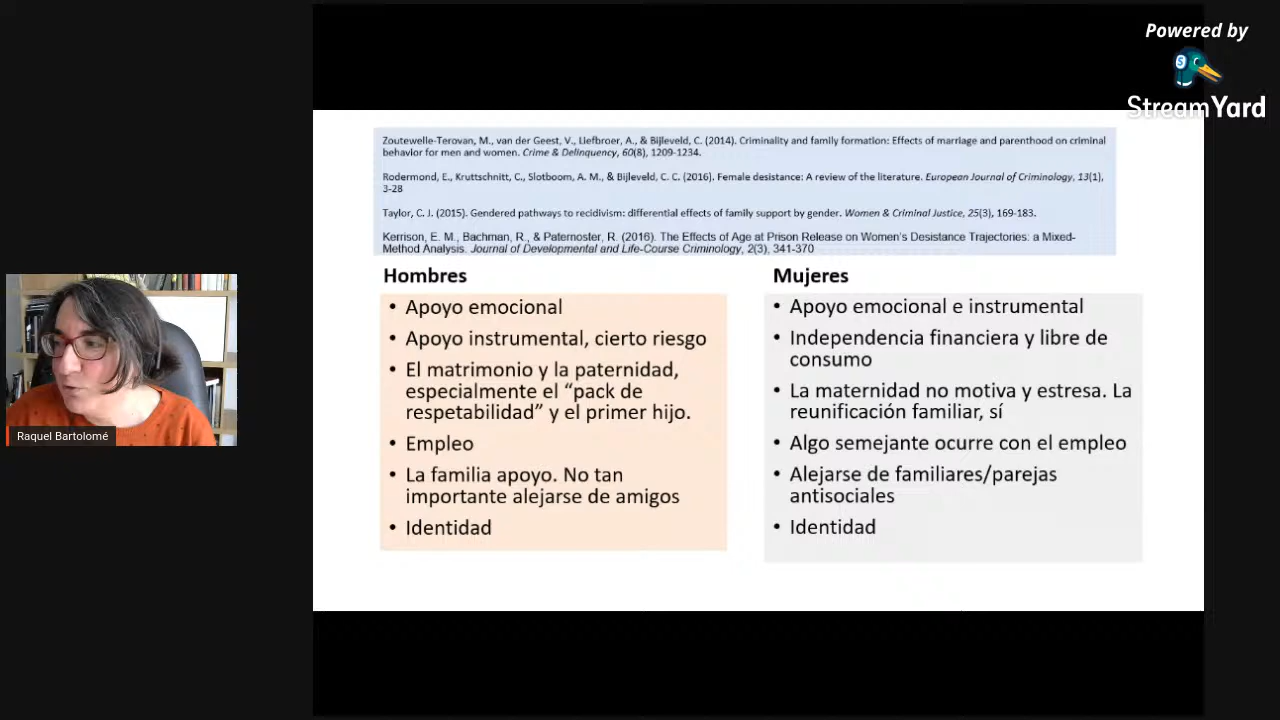 Powered by
StreamYard
Zoutewelle-Terovan, M., van der Geest, V., Liefbroer, A., & Bijleveld, C. (2014). Criminality and family formation: Effects of marriage and parenthood on criminal
behavior for men and women. Crime & Delinquency, 60(8), 1209-1234.
Rodermond, E., Kruttschnitt, C., Slotboom, A. M., & Bijleveld, C. C. (2016). Female desistance: A review of the literature. European Journal of Criminology, 13(1),
3-28
Taylor, C. J. (2015). Gendered pathways to recidivism: differential effects of family support by gender. Women & Criminal Justice, 25(3), 169-183.
Kerrison, E. M., Bachman, R., & Paternoster, R. (2016). The Effects of Age at Prison Release on Women's Desistance Trajectories: a Mixed-
Method Analysis. Journal of Developmental and Life-Course Criminology, 2(3), 341-370
Hombres
• Apoyo emocional
• Apoyo instrumental, cierto riesgo
• El matrimonio y la paternidad,
especialmente el “pack de
respetabilidad” y el primer hijo.
• Empleo
• La familia apoyo. No tan
importante alejarse de amigos
• Identidad
Mujeres
• Apoyo emocional e instrumental
• Independencia financiera y libre de
consumo
• La maternidad no motiva y estresa. La
reunificación familiar, sí
• Algo semejante ocurre con el empleo
• Alejarse de familiares/parejas
antisociales
• Identidad
Raquel Bartolomé